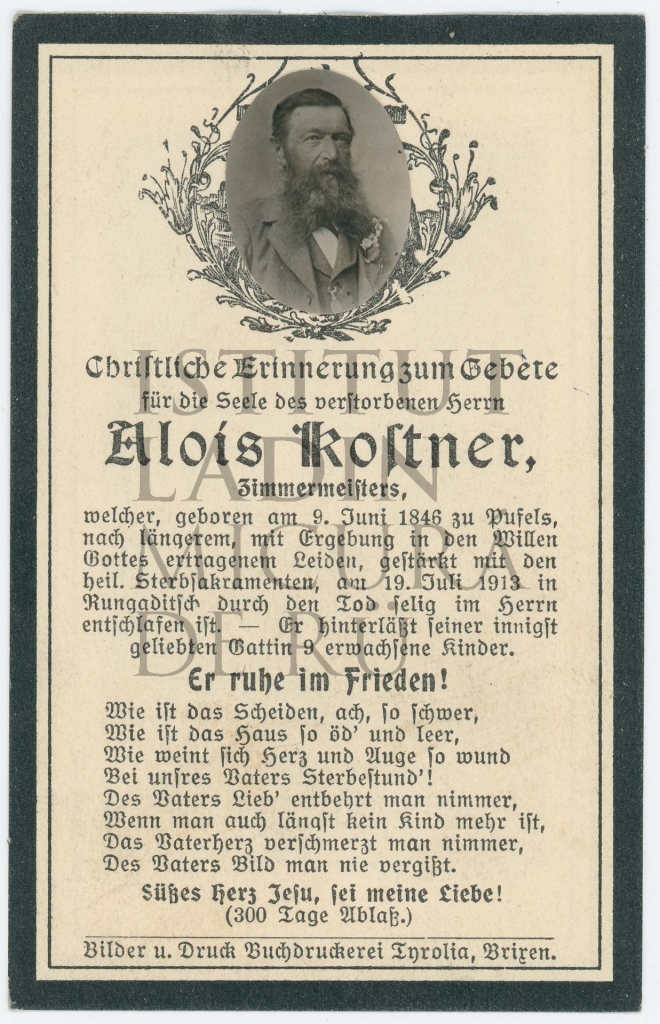 Christliche Erinnerung zum Gebete
für die Seele des verstorbenen Herrn
Alois Kostner,
Zimmermeisters,
welcher, geboren am 9. Juni 1846 zu Pufels,
nach längerem, mit Ergebung in den Willen
Gottes ertragenem Leiden, gestärkt mit den
heil. Sterbsakramenten, am 19. Juli 1913 in
Rungaditsch durch den Tod selig im Herrn
entschlafen ist. — Er hinterläßt seiner innigst
geliebten Gattin 9 erwachsene Kinder.
Er ruhe im Frieden!
Wie ist das Scheiden, ach, so schwer,
Wie ist das Haus so öd' und leer,
Wie weint sich Herz und Auge so wund
Bei unsres Vaters Sterbestund'!
Des Vaters Lieb' entbehrt man nimmer,
Wenn man auch längst kein Kind mehr ist,
Das Vaterherz verschmerzt man nimmer,
Des Vaters Bild man nie vergißt.
Süßes Herz Jesu, sei meine Liebe!
(300 Tage Ablaß.)
Bilder u. Druck Buchdruckerei Tyrolia, Brixen.
ISTITUT
LADIN
MICURÀ
DE RÜ